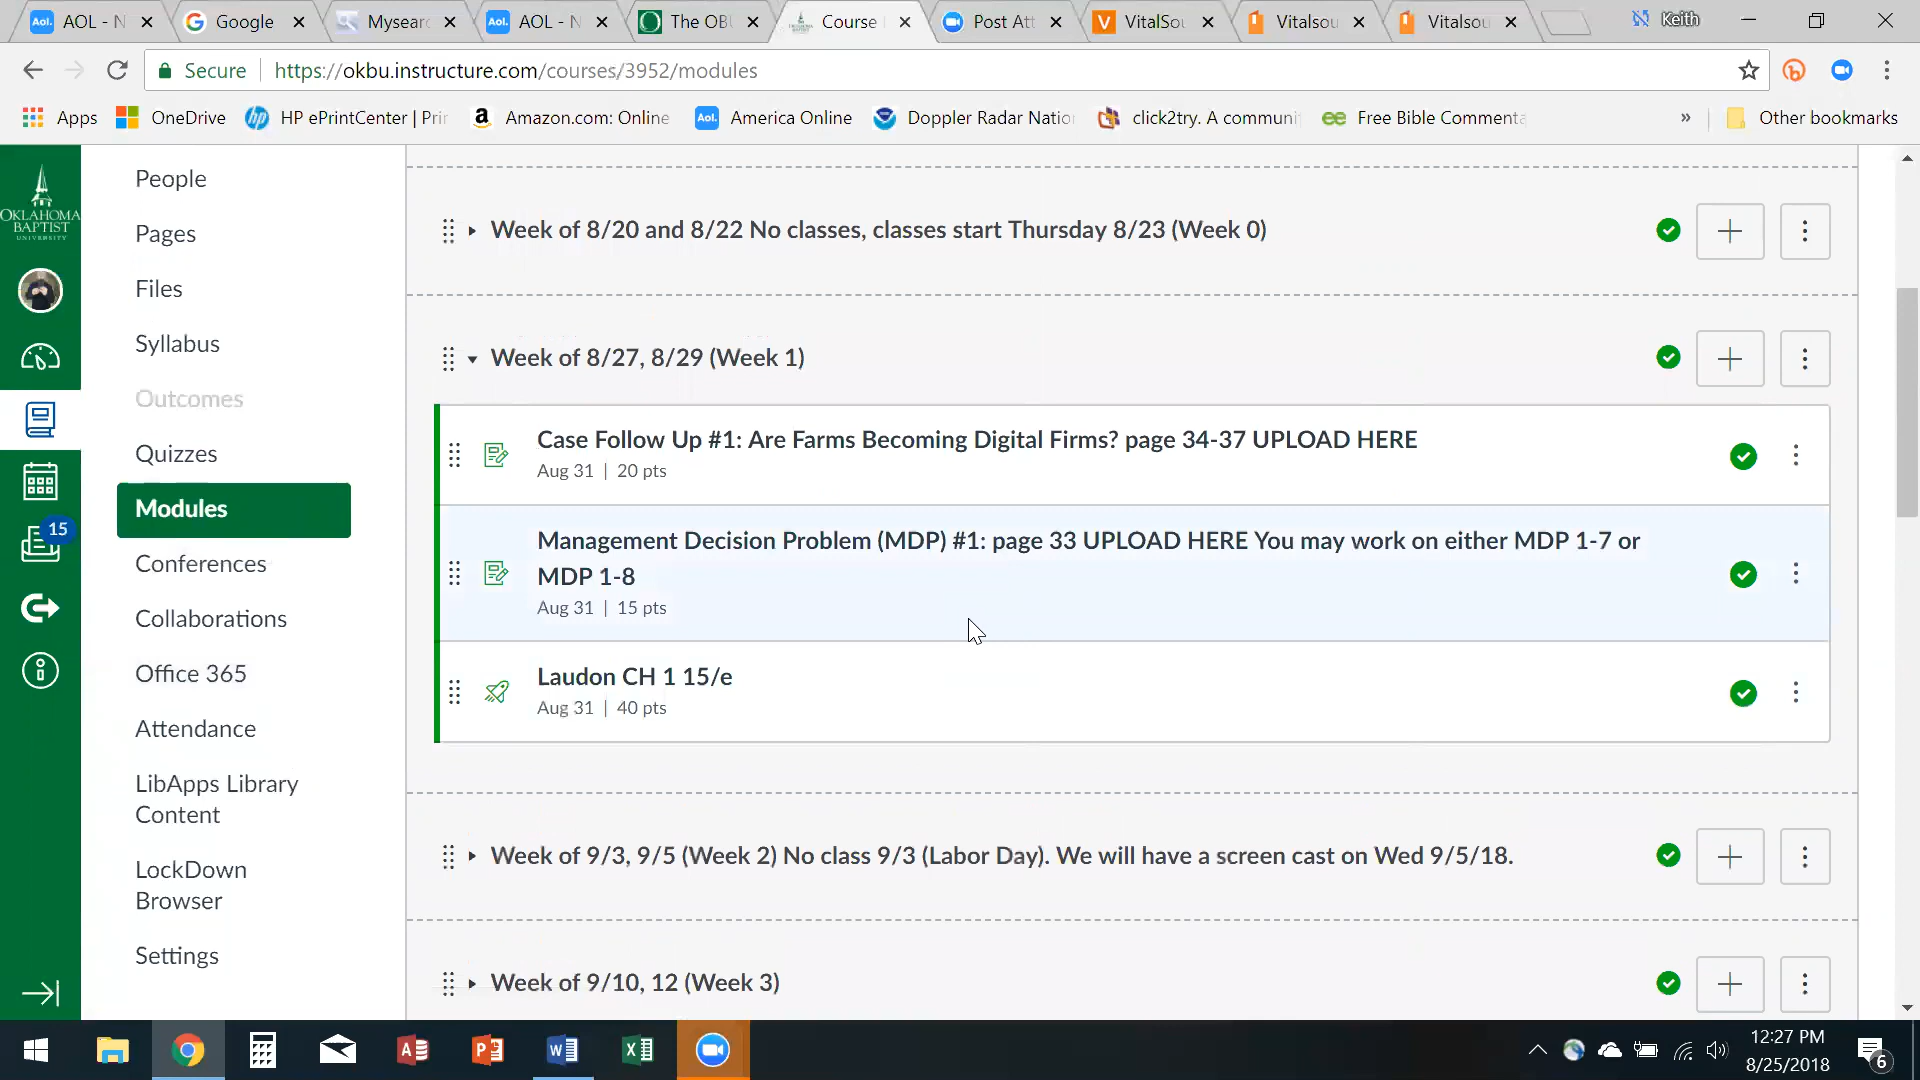 AOL - N
Google
Mysearc
AOL - N
The OBU
Course
Post Att
VitalSou
Vitalsou
Vitalsou
Keith
Secure
https://okbu.instructure.com/courses/3952/modules
Apps
OneDrive
HP ePrintCenter | Prin
Amazon.com: Online
America Online
Doppler Radar Nation
click2try. A communi
Free Bible Commenta
»
Other bookmarks
OKLAHOMA
BAPTIST
UNIVERSITY
15
People
Pages
Files
Syllabus
Outcomes
Quizzes
Modules
Conferences
Collaborations
Office 365
Attendance
LibApps Library
Content
LockDown
Browser
Settings
Week of 8/20 and 8/22 No classes, classes start Thursday 8/23 (Week 0)
Week of 8/27, 8/29 (Week 1)
Case Follow Up #1: Are Farms Becoming Digital Firms? page 34-37 UPLOAD HERE
Aug 31 | 20 pts
Management Decision Problem (MDP) #1: page 33 UPLOAD HERE You may work on either MDP 1-7 or
MDP 1-8
Aug 31 | 15 pts
Laudon CH 1 15/e
Aug 31 | 40 pts
Week of 9/3, 9/5 (Week 2) No class 9/3 (Labor Day). We will have a screen cast on Wed 9/5/18.
Week of 9/10, 12 (Week 3)
12:27 PM
8/25/2018
6